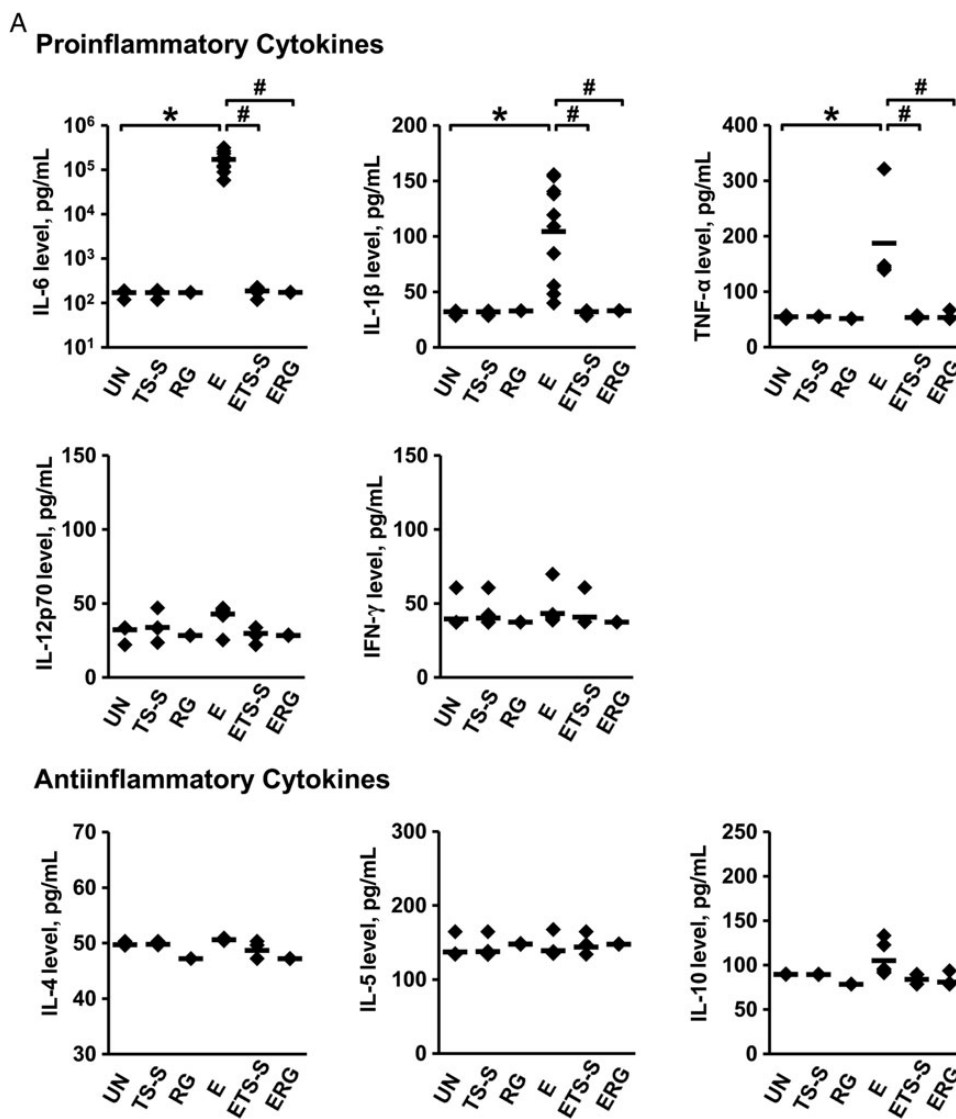 A
Proinflammatory Cytokines
#
* #
10⁶
10⁵
10⁴
10³
10²
10¹
IL-6 level, pg/mL
UN TS-S RG E ETS-S ERG
#
* #
200
150
100
50
0
IL-1β level, pg/mL
UN TS-S RG E ETS-S ERG
#
* #
400
300
200
100
0
TNF-α level, pg/mL
UN TS-S RG E ETS-S ERG
150
100
50
0
IL-12p70 level, pg/mL
UN TS-S RG E ETS-S ERG
150
100
50
0
IFN-γ level, pg/mL
UN TS-S RG E ETS-S ERG
Antiinflammatory Cytokines
70
60
50
40
30
IL-4 level, pg/mL
UN TS-S RG E ETS-S ERG
300
200
100
0
IL-5 level, pg/mL
UN TS-S RG E ETS-S ERG
250
200
150
100
50
0
IL-10 level, pg/mL
UN TS-S RG E ETS-S ERG